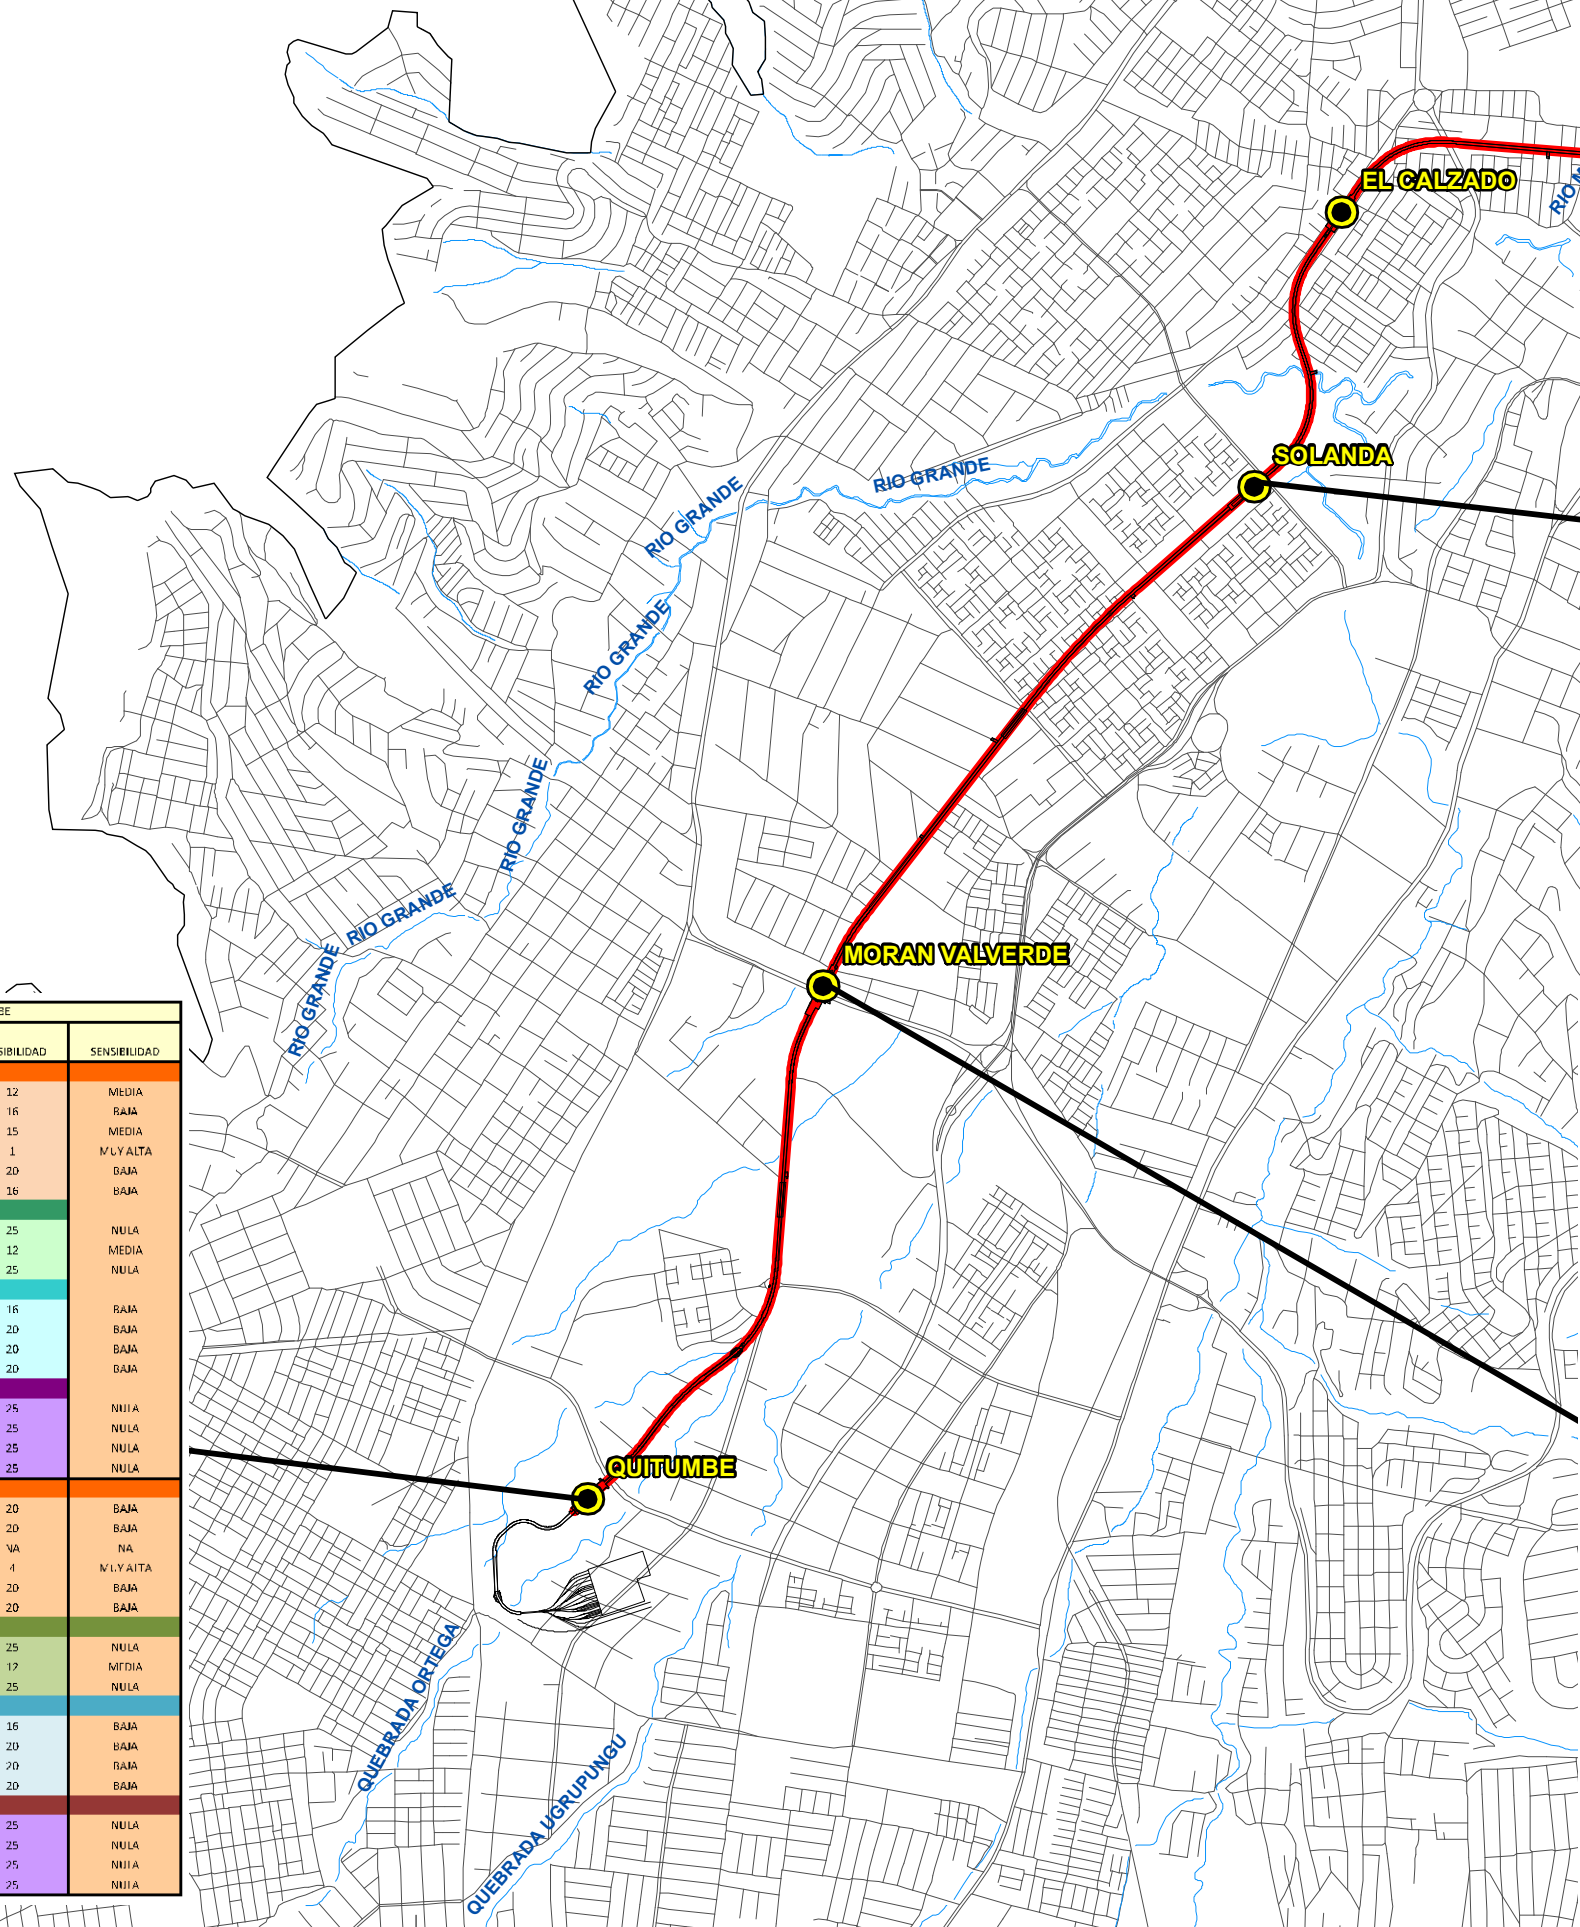 EL CALZADO
SOLANDA
RIO GRANDE
RIO GRANDE
RIO GRANDE
RIO GRANDE
RIO GRANDE
RIO GRANDE
MORAN VALVERDE
QUITUMBE
QUEBRADA ORTEGA
QUEBRADA UGRUPUNGU
RIO
BE
SIBILIDAD SENSIBILIDAD
12 MEDIA
16 BAJA
15 MEDIA
1 MUY ALTA
20 BAJA
16 BAJA
25 NULA
12 MEDIA
25 NULA
16 BAJA
20 BAJA
20 BAJA
20 BAJA
25 NULA
25 NULA
25 NULA
25 NULA
20 BAJA
20 BAJA
NA NA
4 MUY ALTA
20 BAJA
20 BAJA
25 NULA
12 MEDIA
25 NULA
16 BAJA
20 BAJA
20 BAJA
20 BAJA
25 NULA
25 NULA
25 NULA
25 NULA